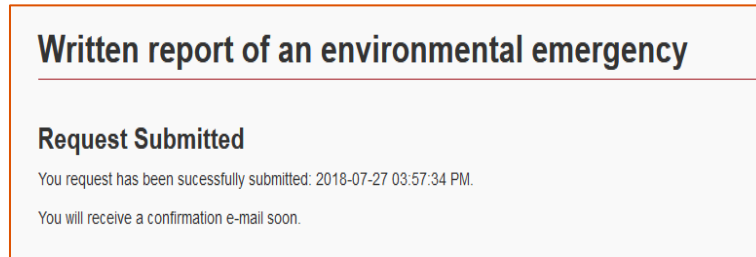 Written report of an environmental emergency
Request Submitted
You request has been sucessfully submitted: 2018-07-27 03:57:34 PM.
You will receive a confirmation e-mail soon.